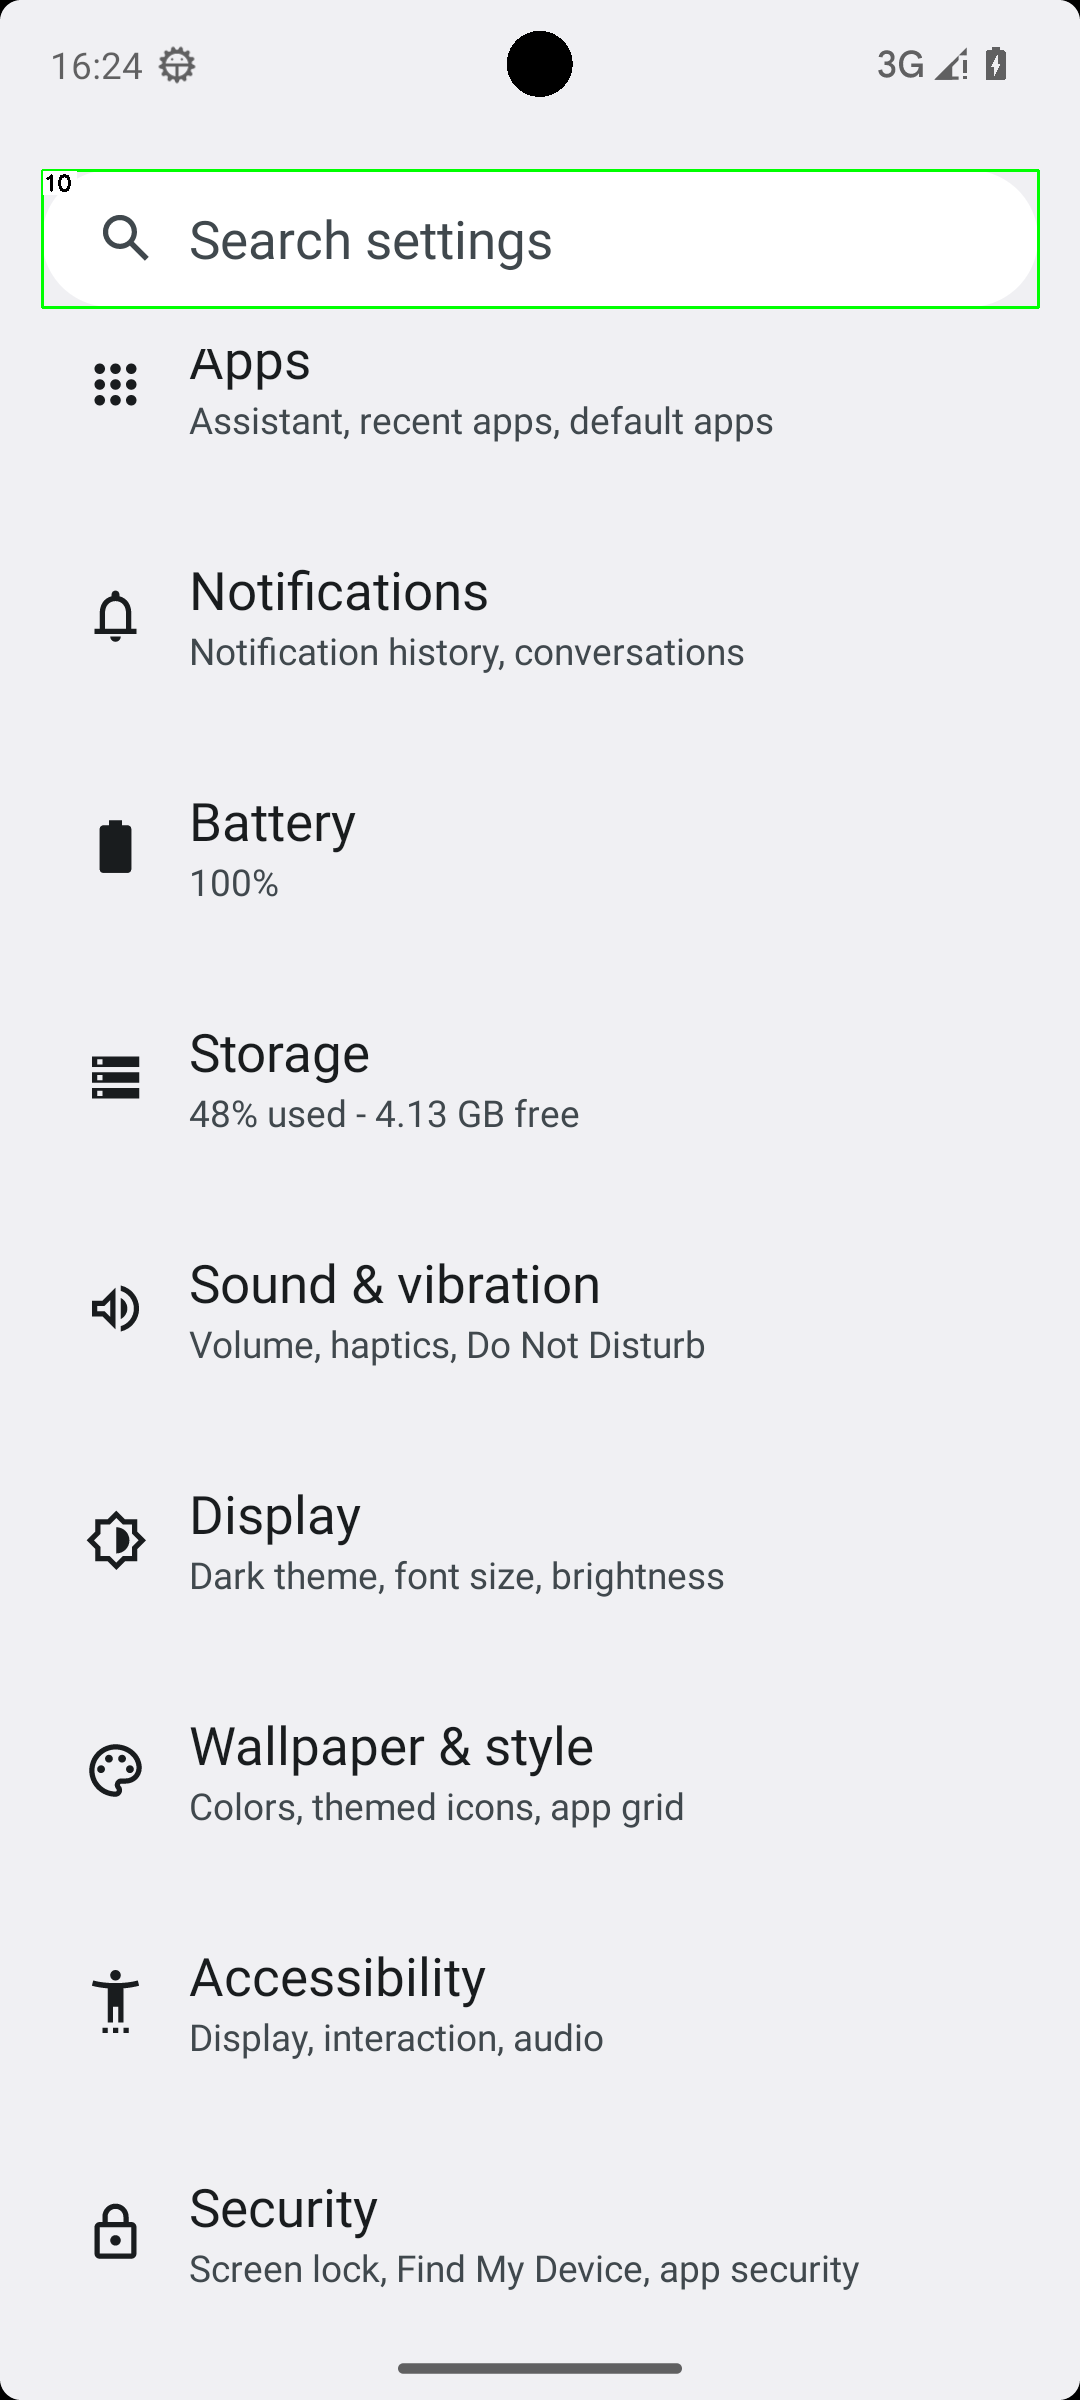 16:24
3G
10
Search settings
Apps
Assistant, recent apps, default apps
Notifications
Notification history, conversations
Battery
100%
Storage
48% used - 4.13 GB free
Sound & vibration
Volume, haptics, Do Not Disturb
Display
Dark theme, font size, brightness
Wallpaper & style
Colors, themed icons, app grid
Accessibility
Display, interaction, audio
Security
Screen lock, Find My Device, app security